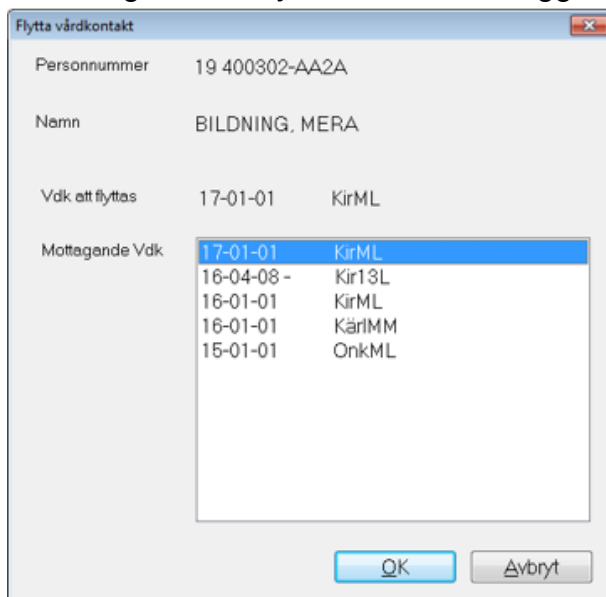 Flytta vårdkontakt
Personnummer 19 400302-AA2A
Namn BILDNING, MERA
Vdk att flyttas 17-01-01 KirML
Mottagande Vdk 17-01-01 KirML
16-04-08 - Kir13L
16-01-01 KirML
16-01-01 KärlMM
15-01-01 OnkML
OK Avbryt